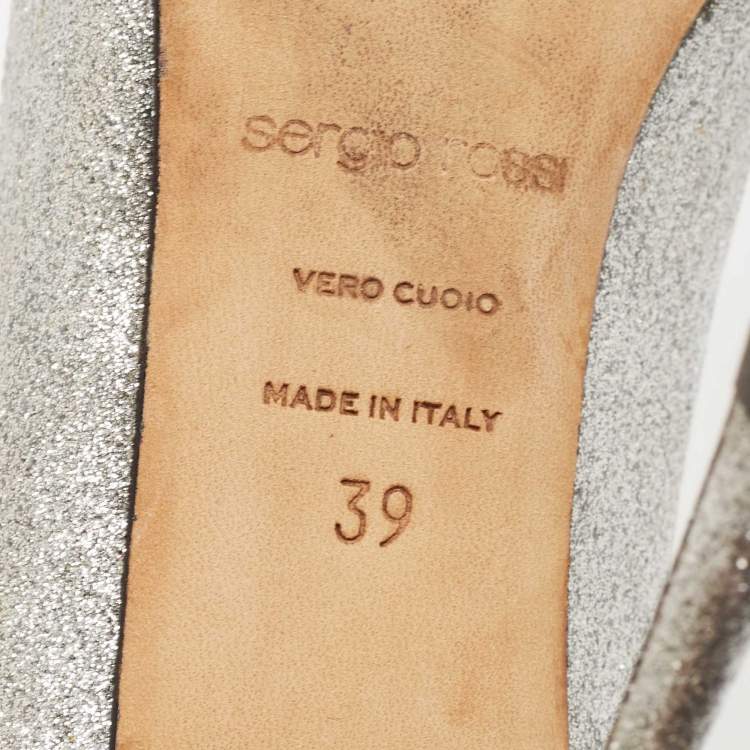 sergio rossi
VERO CUOIO
MADE IN ITALY
39